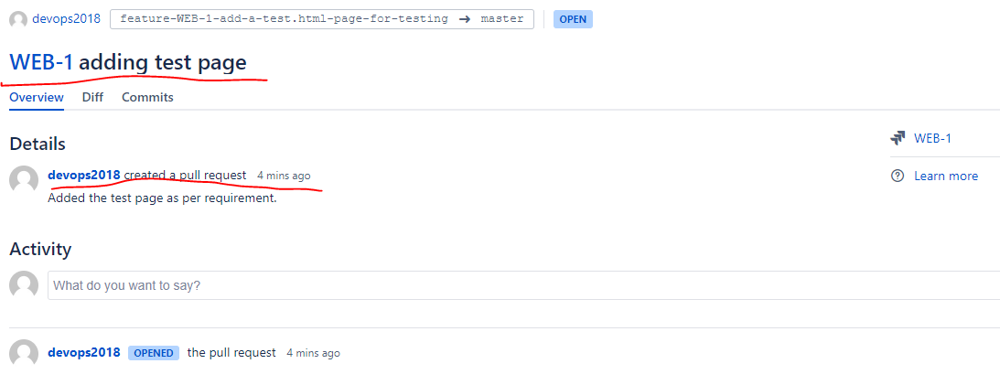 devops2018 feature-WEB-1-add-a-test.html-page-for-testing → master OPEN
WEB-1 adding test page
Overview Diff Commits
Details
WEB-1
devops2018 created a pull request 4 mins ago
Learn more
Added the test page as per requirement.
Activity
What do you want to say?
devops2018 OPENED the pull request 4 mins ago